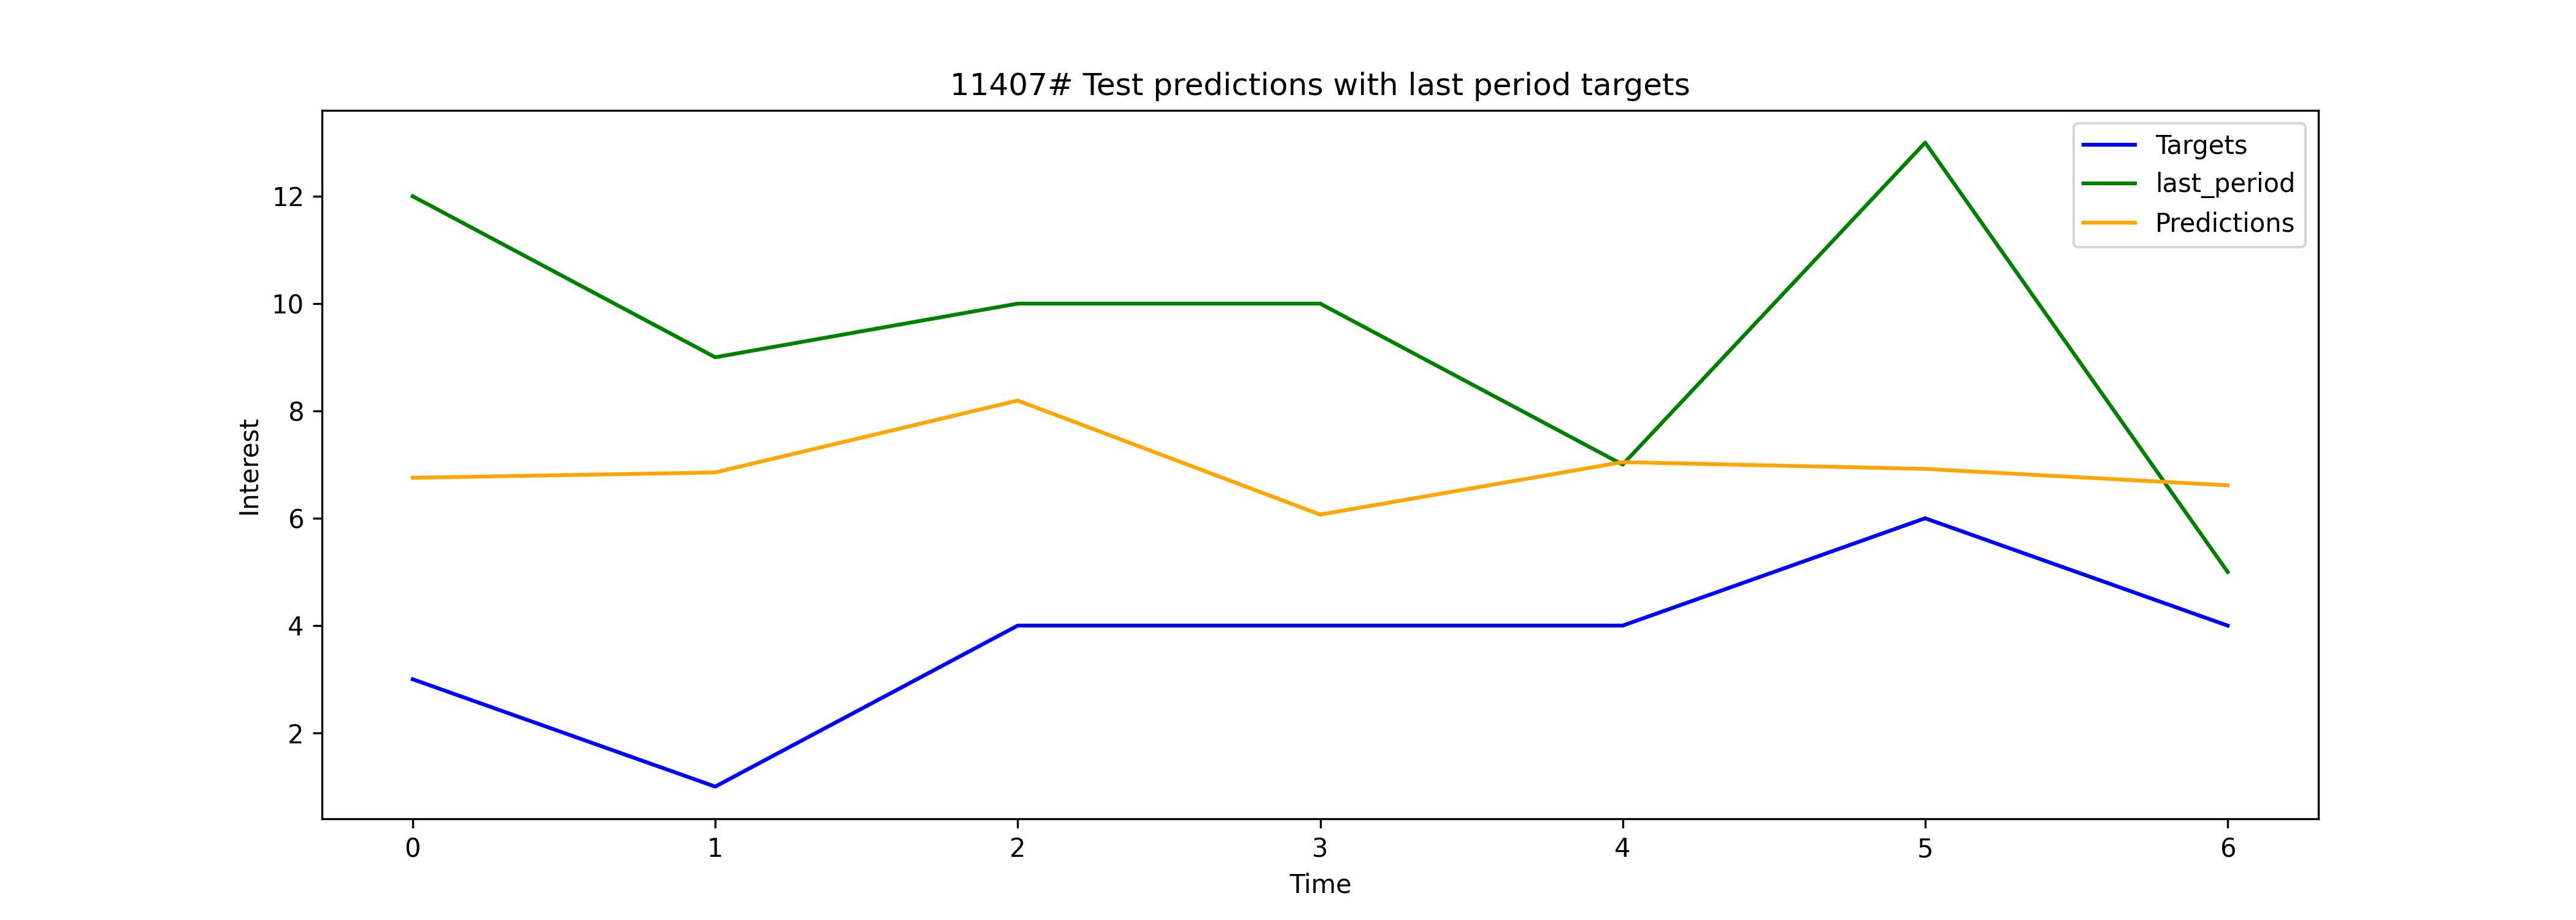 11407# Test predictions with last period targets
Targets
last_period
Predictions
12
10
8
6
4
2
Interest
0 1 2 3 4 5 6
Time